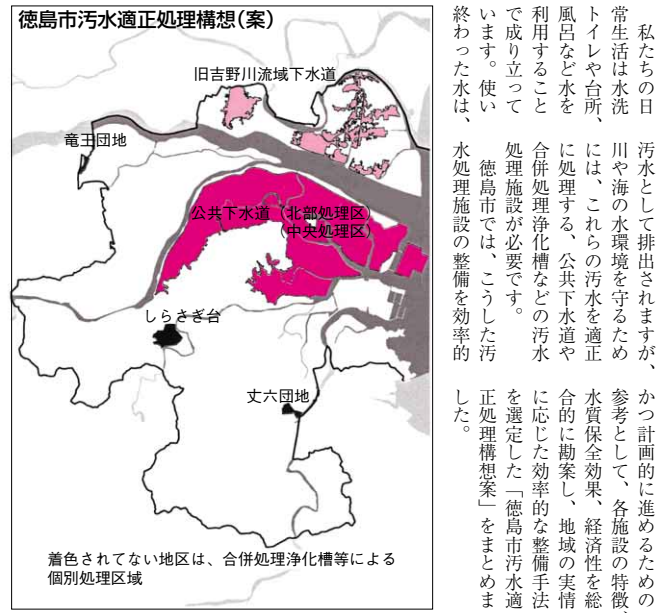 徳島市汚水適正処理構想(案)
旧吉野川流域下水道
竜王団地
公共下水道（北部処理区）
（中央処理区）
しらさぎ台
丈六団地
着色されてない地区は、合併処理浄化槽等による
個別処理区域
私たちの日
常生活は水洗
トイレや台所、
風呂など水を
利用すること
で成り立って
います。使い
終わった水は、
汚水として排出されますが、
川や海の水環境を守るため
には、これらの汚水を適正
に処理する、公共下水道や
合併処理浄化槽などの汚水
処理施設が必要です。
徳島市では、こうした汚
水処理施設の整備を効率的
かつ計画的に進めるための
参考として、各施設の特徴、
水質保全効果、経済性を総
合的に勘案し、地域の実情
に応じた効率的な整備手法
を選定した「徳島市汚水適
正処理構想案」をまとめま
した。